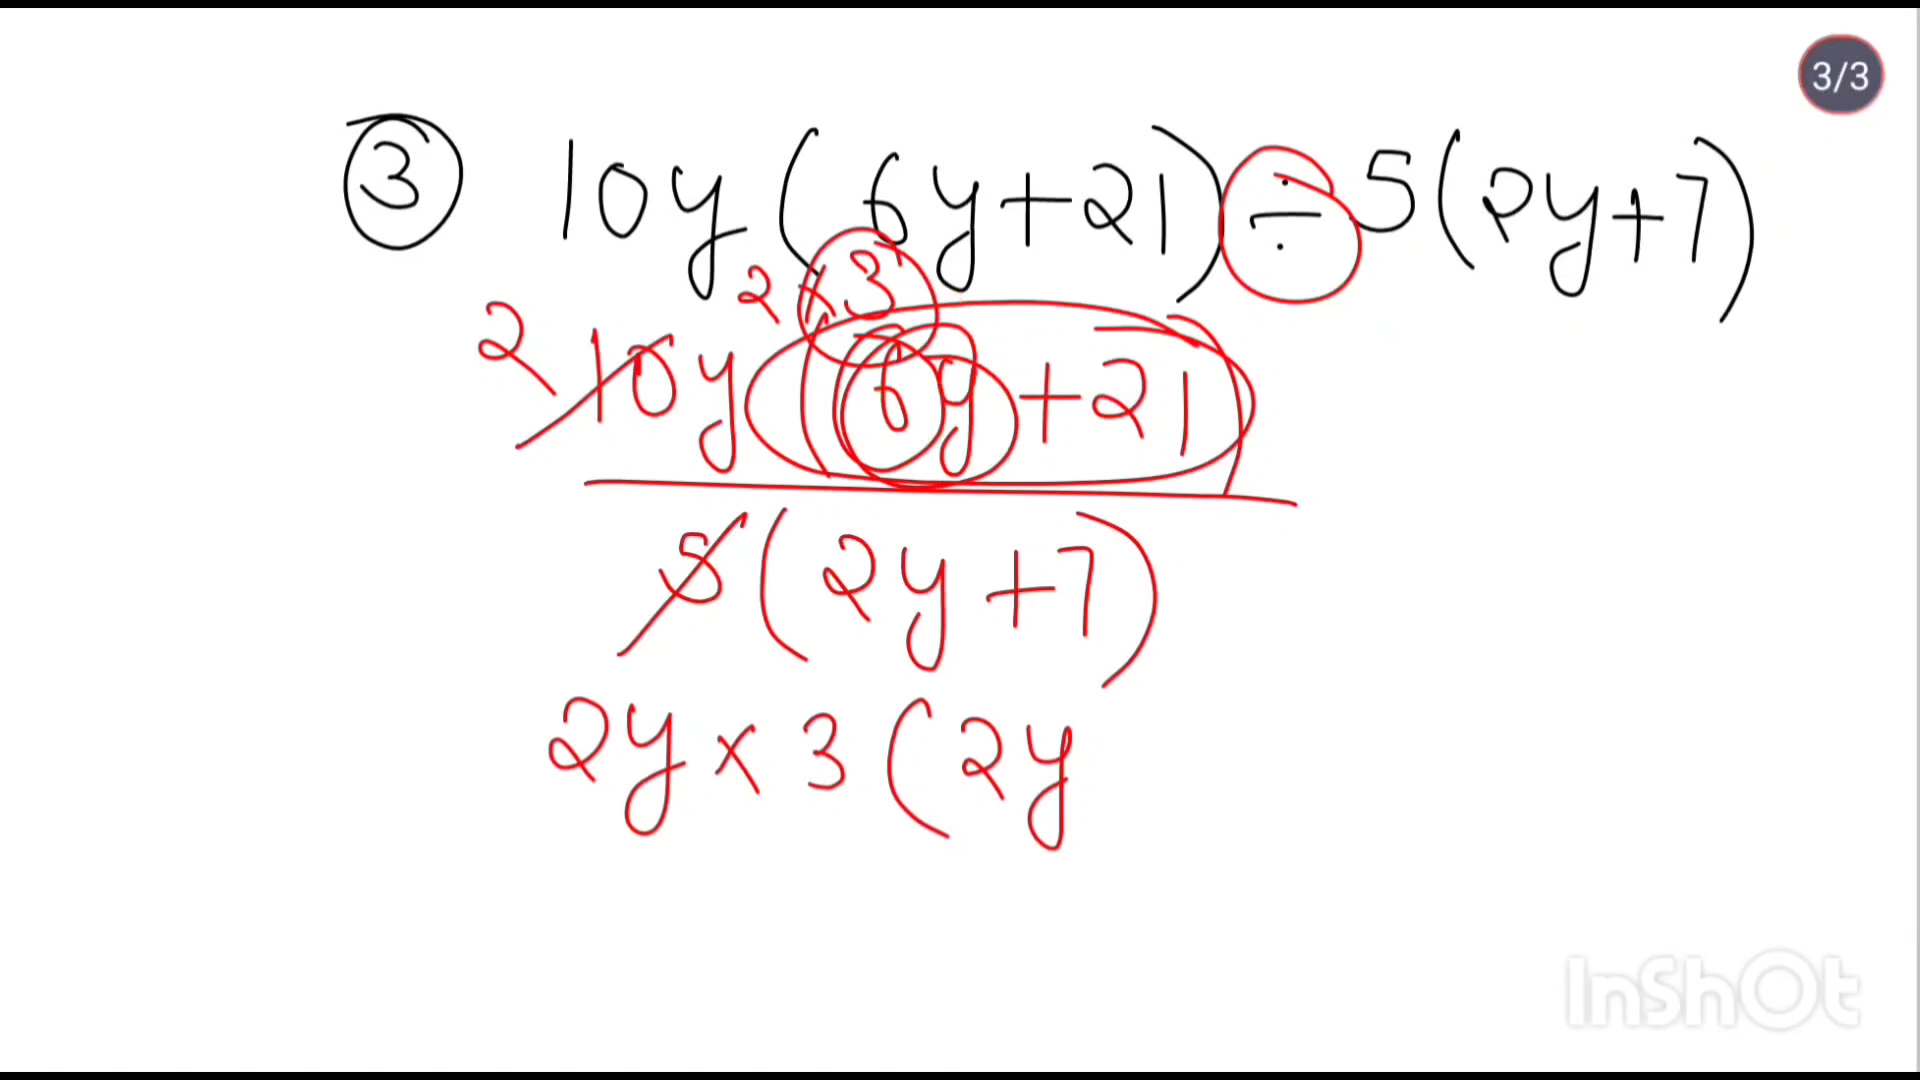 3/3
③ 10y(6y+21)÷5(2y+7)
2×3
2 10y(6y+21)
5(2y+7)
2y×3(2y
InShOt